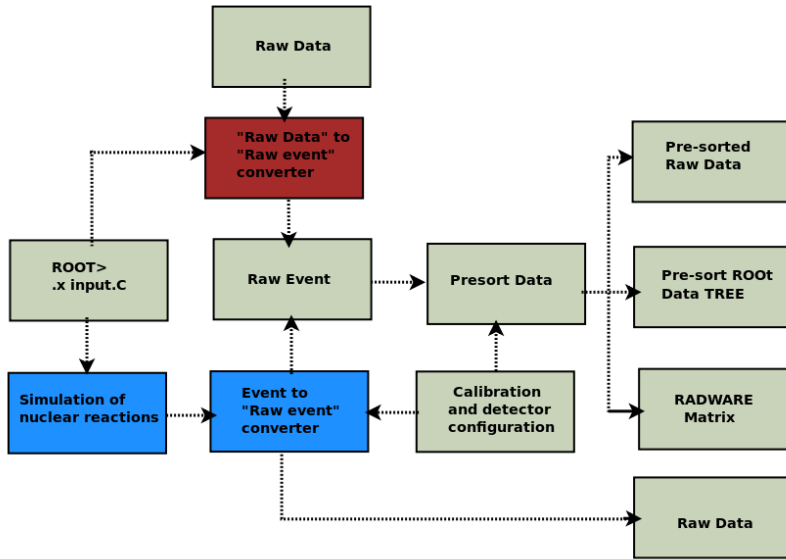 Raw Data
"Raw Data" to
"Raw event"
converter
Pre-sorted
Raw Data
ROOT>
.x input.C
Raw Event
Presort Data
Pre-sort ROOt
Data TREE
Simulation of
nuclear reactions
Event to
"Raw event"
converter
Calibration
and detector
configuration
RADWARE
Matrix
Raw Data